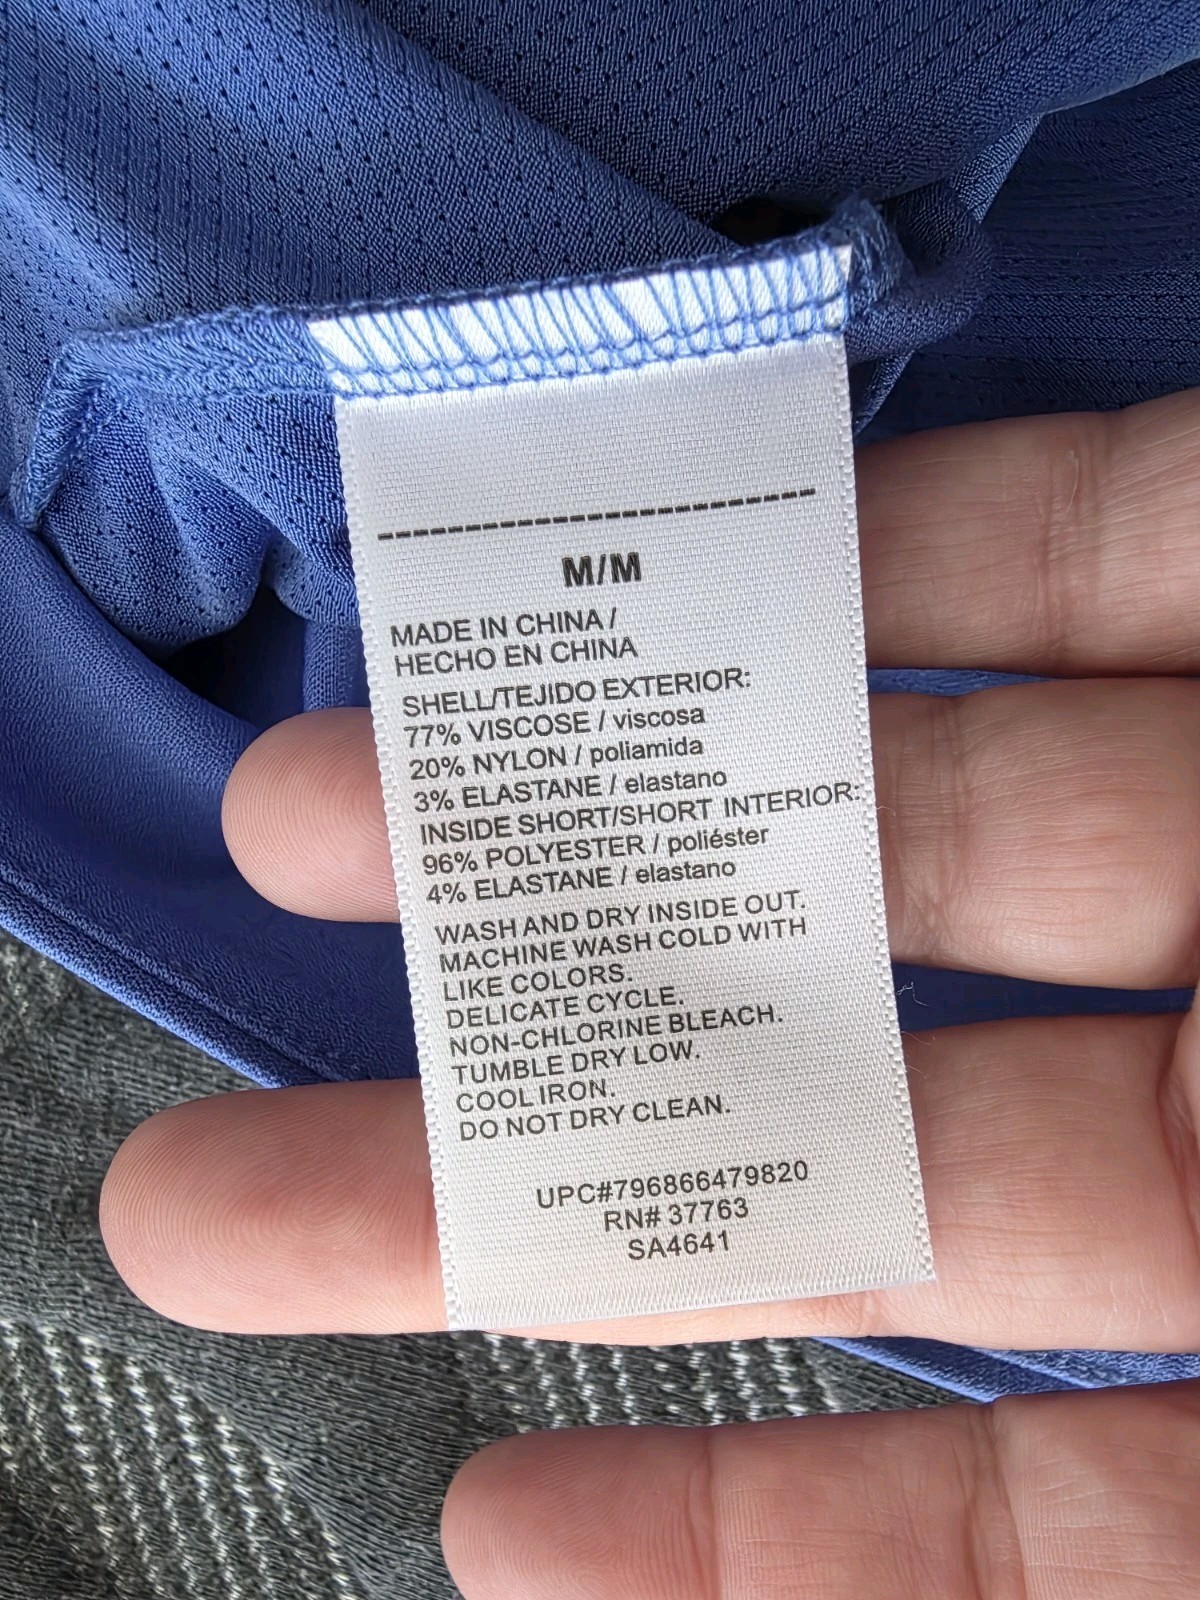 M/M
MADE IN CHINA /
HECHO EN CHINA
SHELL/TEJIDO EXTERIOR:
77% VISCOSE / viscosa
20% NYLON / poliamida
3% ELASTANE / elastano
INSIDE SHORT/SHORT INTERIOR:
96% POLYESTER / poliéster
4% ELASTANE / elastano
WASH AND DRY INSIDE OUT.
MACHINE WASH COLD WITH
LIKE COLORS.
DELICATE CYCLE.
NON-CHLORINE BLEACH.
TUMBLE DRY LOW.
COOL IRON.
DO NOT DRY CLEAN.
UPC#796866479820
RN# 37763
SA4641